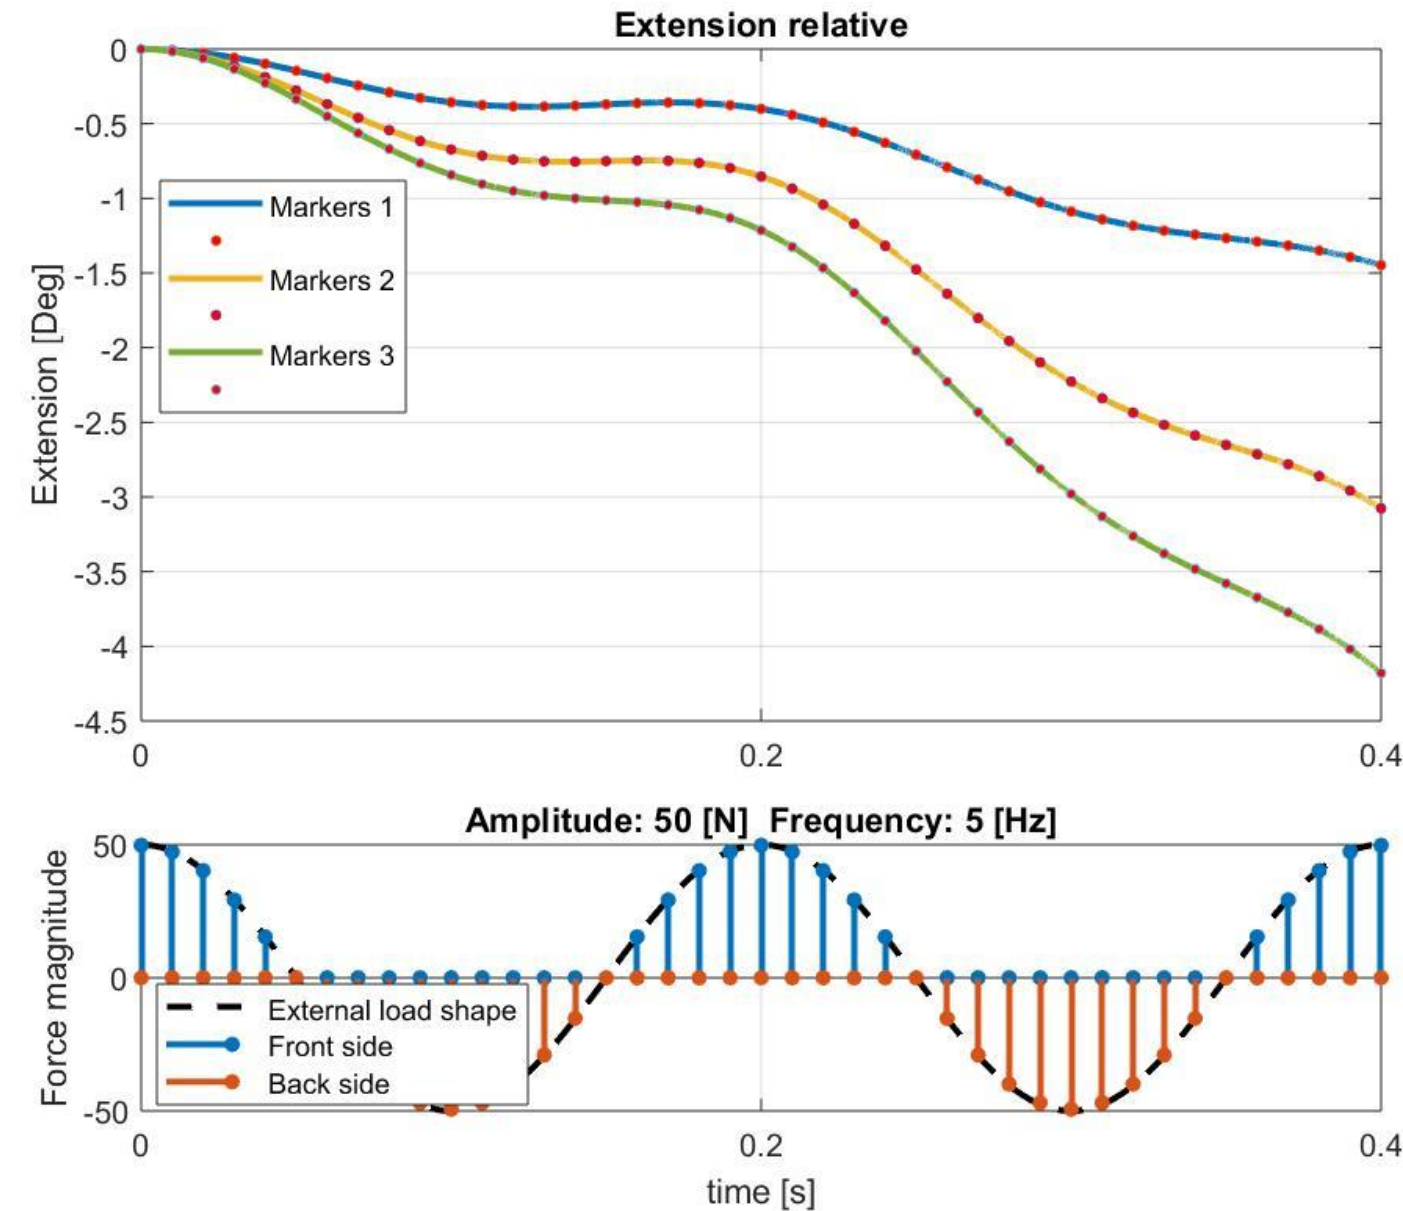 Extension relative
0
-0.5
-1
-1.5
-2
-2.5
-3
-3.5
-4
-4.5
Extension [Deg]
Markers 1
Markers 2
Markers 3
0 0.2 0.4
Amplitude: 50 [N] Frequency: 5 [Hz]
50
0
-50
Force magnitude
External load shape
Front side
Back side
0 0.2 0.4
time [s]